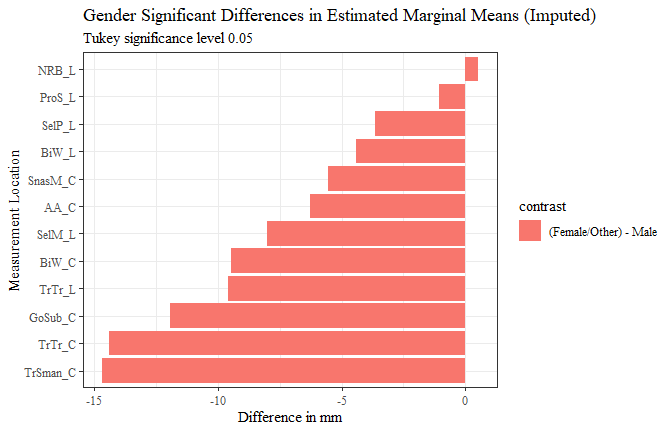 Gender Significant Differences in Estimated Marginal Means (Imputed)
Tukey significance level 0.05
Measurement Location
NRB_L
ProS_L
SelP_L
BiW_L
SnasM_C
AA_C
SelM_L
BiW_C
TrTr_L
GoSub_C
TrTr_C
TrSman_C
-15
-10
-5
0
Difference in mm
contrast
(Female/Other) - Male